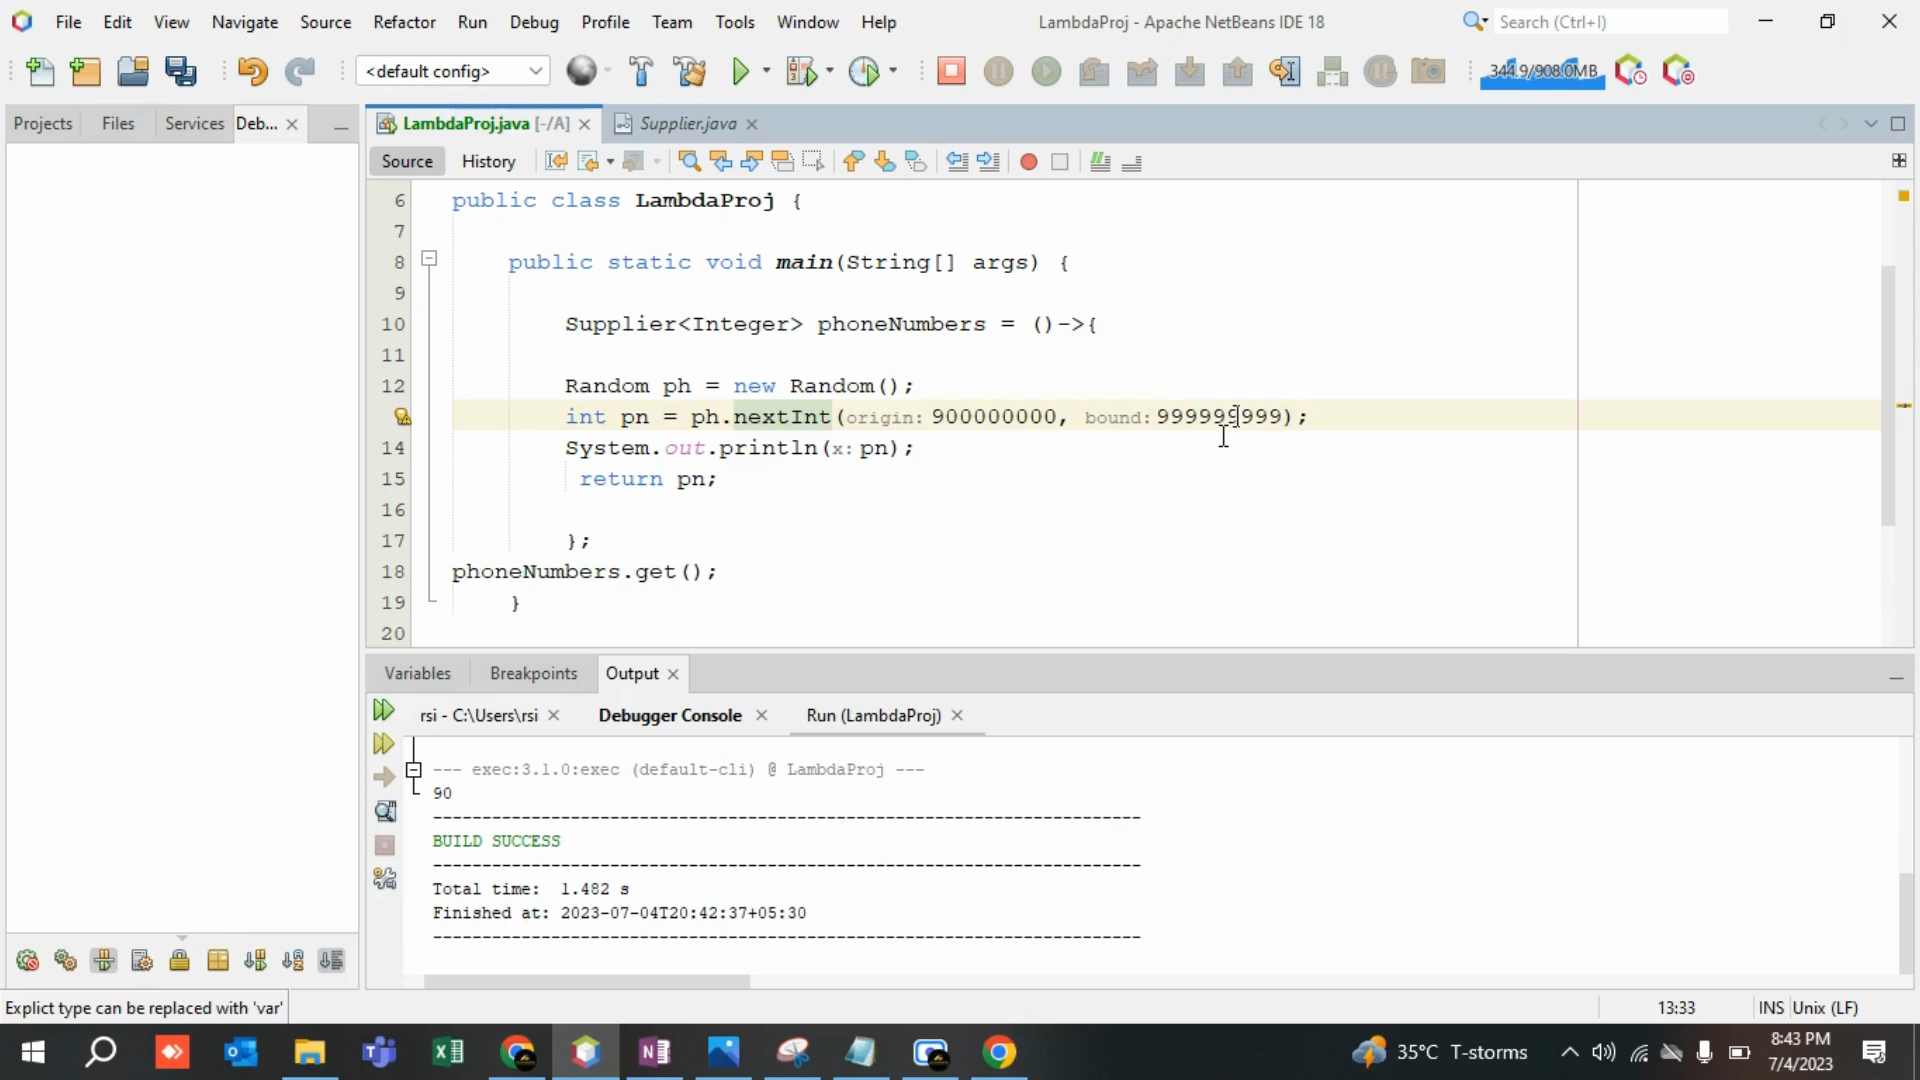 File Edit View Navigate Source Refactor Run Debug Profile Team Tools Window Help LambdaProj - Apache NetBeans IDE 18 Search (Ctrl+I)
<default config> 344.9/908.0MB
Projects Files Services Deb... LambdaProj.java [-/A] Supplier.java
Source History
6 public class LambdaProj {
7
8 public static void main(String[] args) {
9
10 Supplier<Integer> phoneNumbers = ()->{
11
12 Random ph = new Random();
int pn = ph.nextInt(origin: 900000000, bound: 999999999);
14 System.out.println(x: pn);
15 return pn;
16
17 };
18 phoneNumbers.get();
19 }
20
Variables Breakpoints Output
rsi - C:\Users\rsi Debugger Console Run (LambdaProj)
--- exec:3.1.0:exec (default-cli) @ LambdaProj ---
90
------------------------------------------------------------------------
BUILD SUCCESS
------------------------------------------------------------------------
Total time: 1.482 s
Finished at: 2023-07-04T20:42:37+05:30
------------------------------------------------------------------------
Explict type can be replaced with 'var' 13:33 INS Unix (LF)
35°C T-storms 8:43 PM
7/4/2023